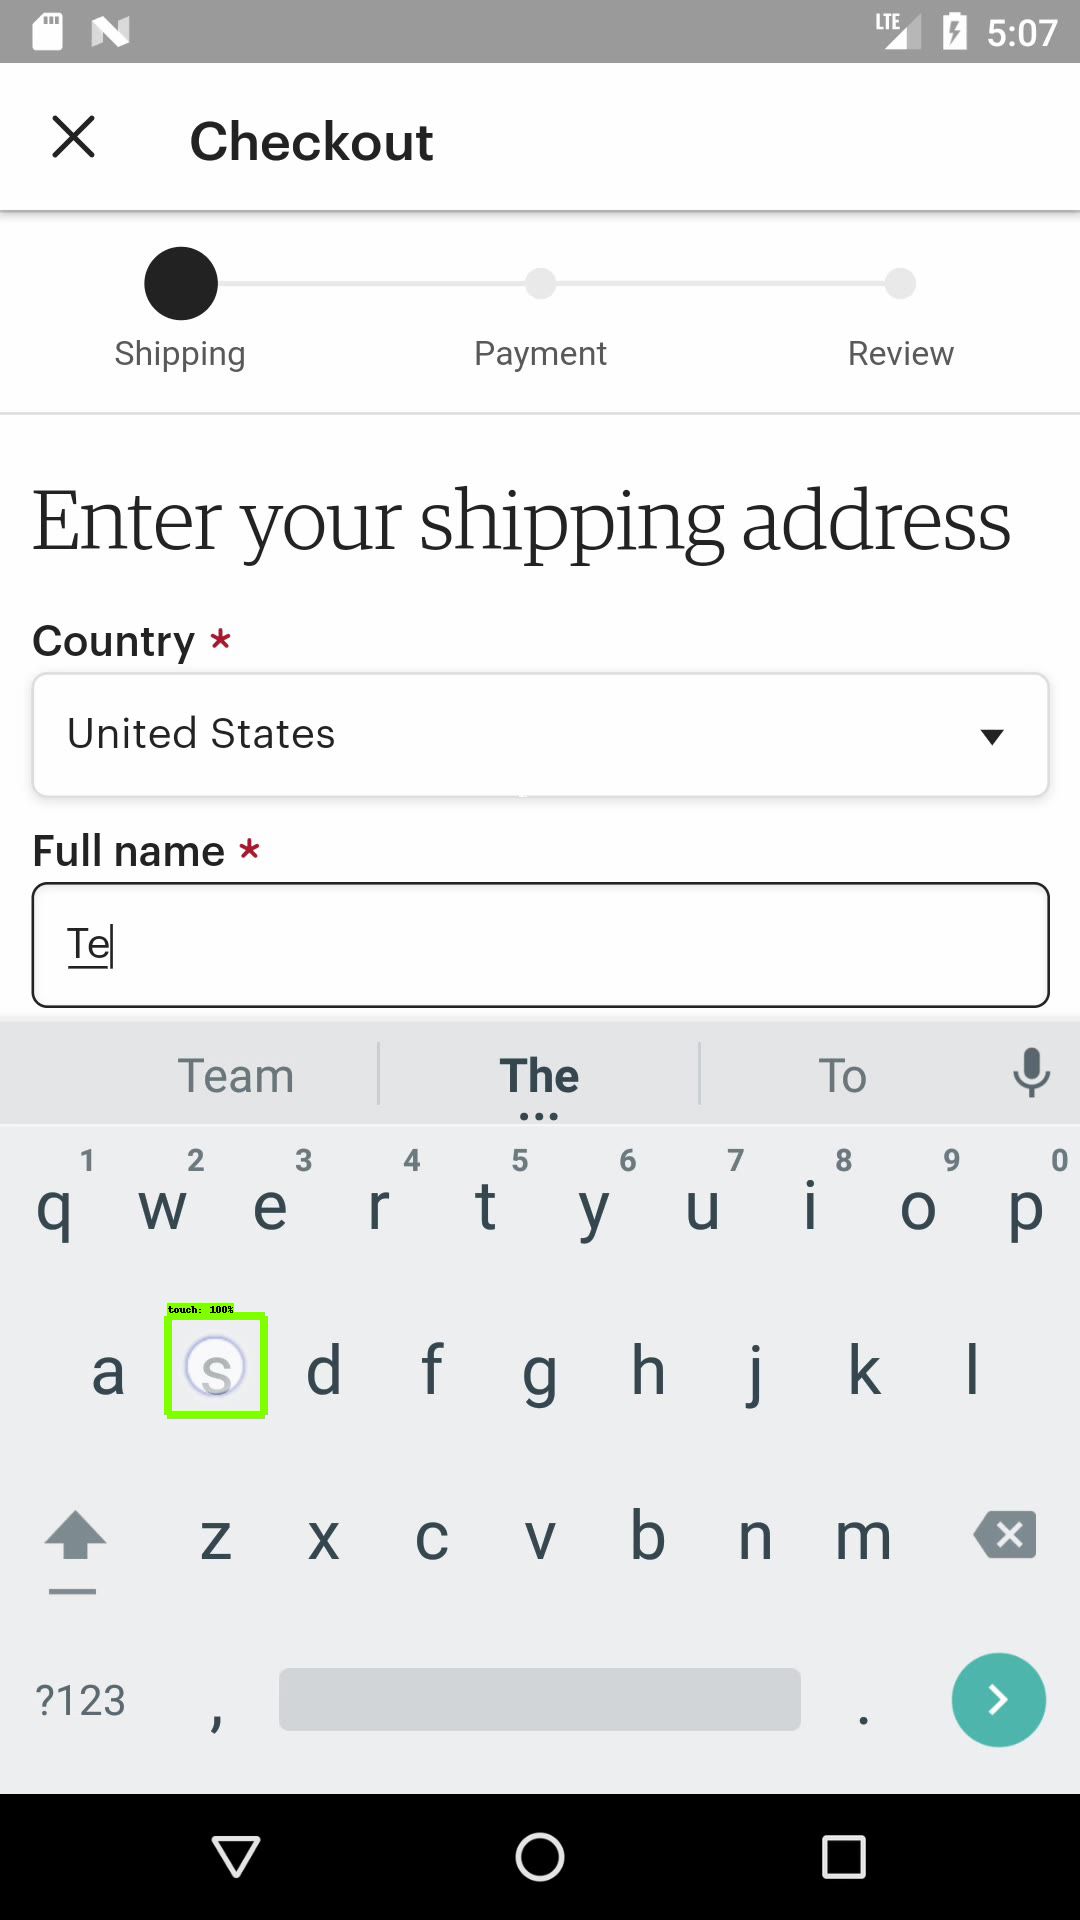 LTE 5:07
Checkout
Shipping Payment Review
Enter your shipping address
Country *
United States
Full name *
Te
Team The To
1 2 3 4 5 6 7 8 9 0
q w e r t y u i o p
touch: 100%
a s d f g h j k l
z x c v b n m
?123 , .